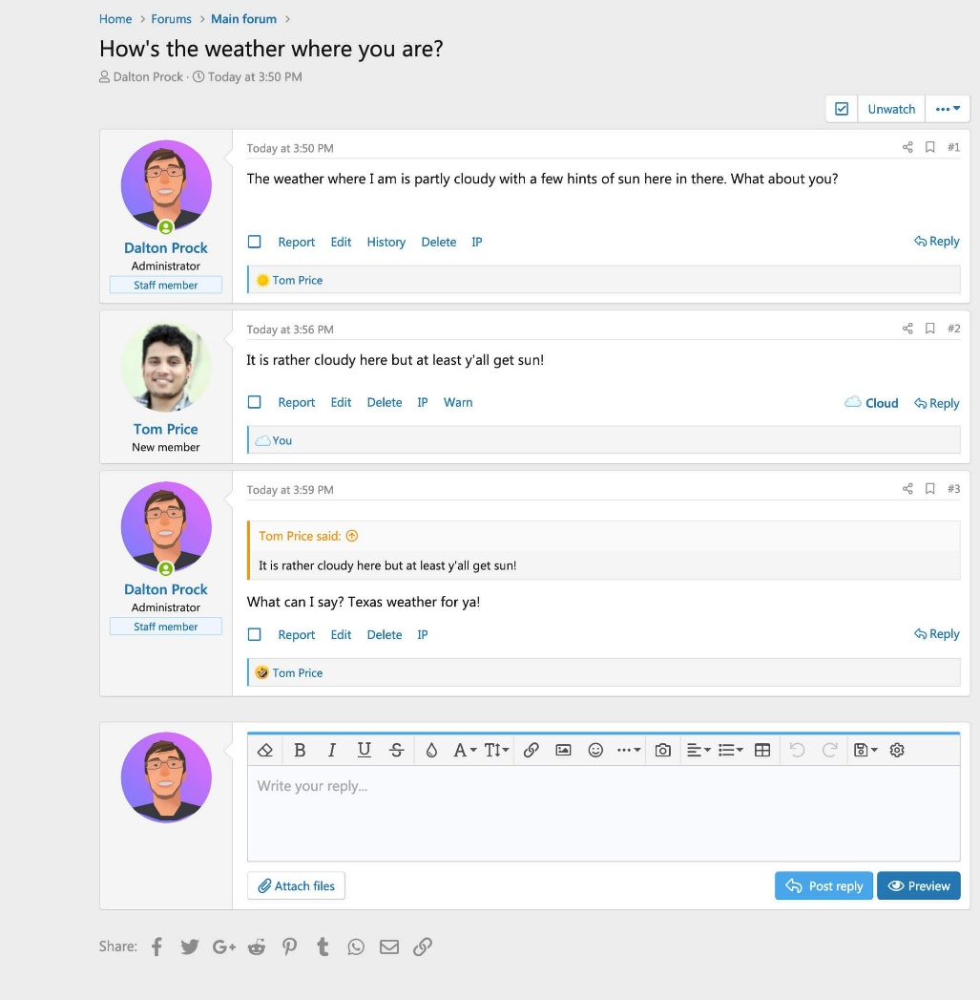 Home > Forums > Main forum >
How's the weather where you are?
Dalton Prock · Today at 3:50 PM
Unwatch
Today at 3:50 PM #1
The weather where I am is partly cloudy with a few hints of sun here in there. What about you?
Report Edit History Delete IP Reply
Dalton Prock
Administrator
Staff member
Tom Price
Today at 3:56 PM #2
It is rather cloudy here but at least y'all get sun!
Report Edit Delete IP Warn Cloud Reply
Tom Price
New member
You
Today at 3:59 PM #3
Tom Price said:
It is rather cloudy here but at least y'all get sun!
What can I say? Texas weather for ya!
Dalton Prock
Administrator
Staff member
Report Edit Delete IP Reply
Tom Price
B I U S A T
Write your reply...
Attach files Post reply Preview
Share: G+